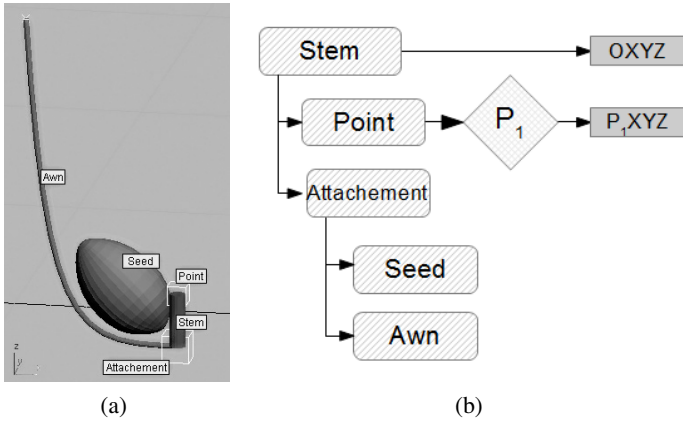 Awn
Seed
Point
Stem
Attachement
z
y
(a)
Stem
OXYZ
Point
P₁
P₁XYZ
Attachement
Seed
Awn
(b)